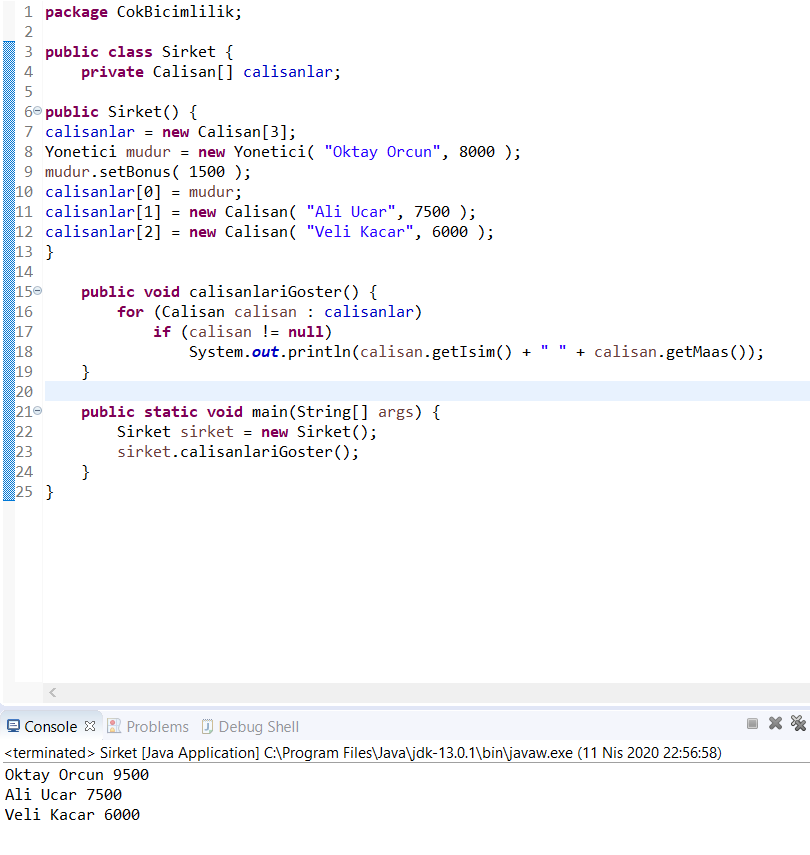 1 package CokBicimlilik;
2
3 public class Sirket {
4     private Calisan[] calisanlar;
5
6 public Sirket() {
7 calisanlar = new Calisan[3];
8 Yonetici mudur = new Yonetici( "Oktay Orcun", 8000 );
9 mudur.setBonus( 1500 );
10 calisanlar[0] = mudur;
11 calisanlar[1] = new Calisan( "Ali Ucar", 7500 );
12 calisanlar[2] = new Calisan( "Veli Kacar", 6000 );
13 }
14
15     public void calisanlariGoster() {
16         for (Calisan calisan : calisanlar)
17             if (calisan != null)
18                 System.out.println(calisan.getIsim() + " " + calisan.getMaas());
19     }
20
21     public static void main(String[] args) {
22         Sirket sirket = new Sirket();
23         sirket.calisanlariGoster();
24     }
25 }
Console Problems Debug Shell
<terminated> Sirket [Java Application] C:\Program Files\Java\jdk-13.0.1\bin\javaw.exe (11 Nis 2020 22:56:58)
Oktay Orcun 9500
Ali Ucar 7500
Veli Kacar 6000